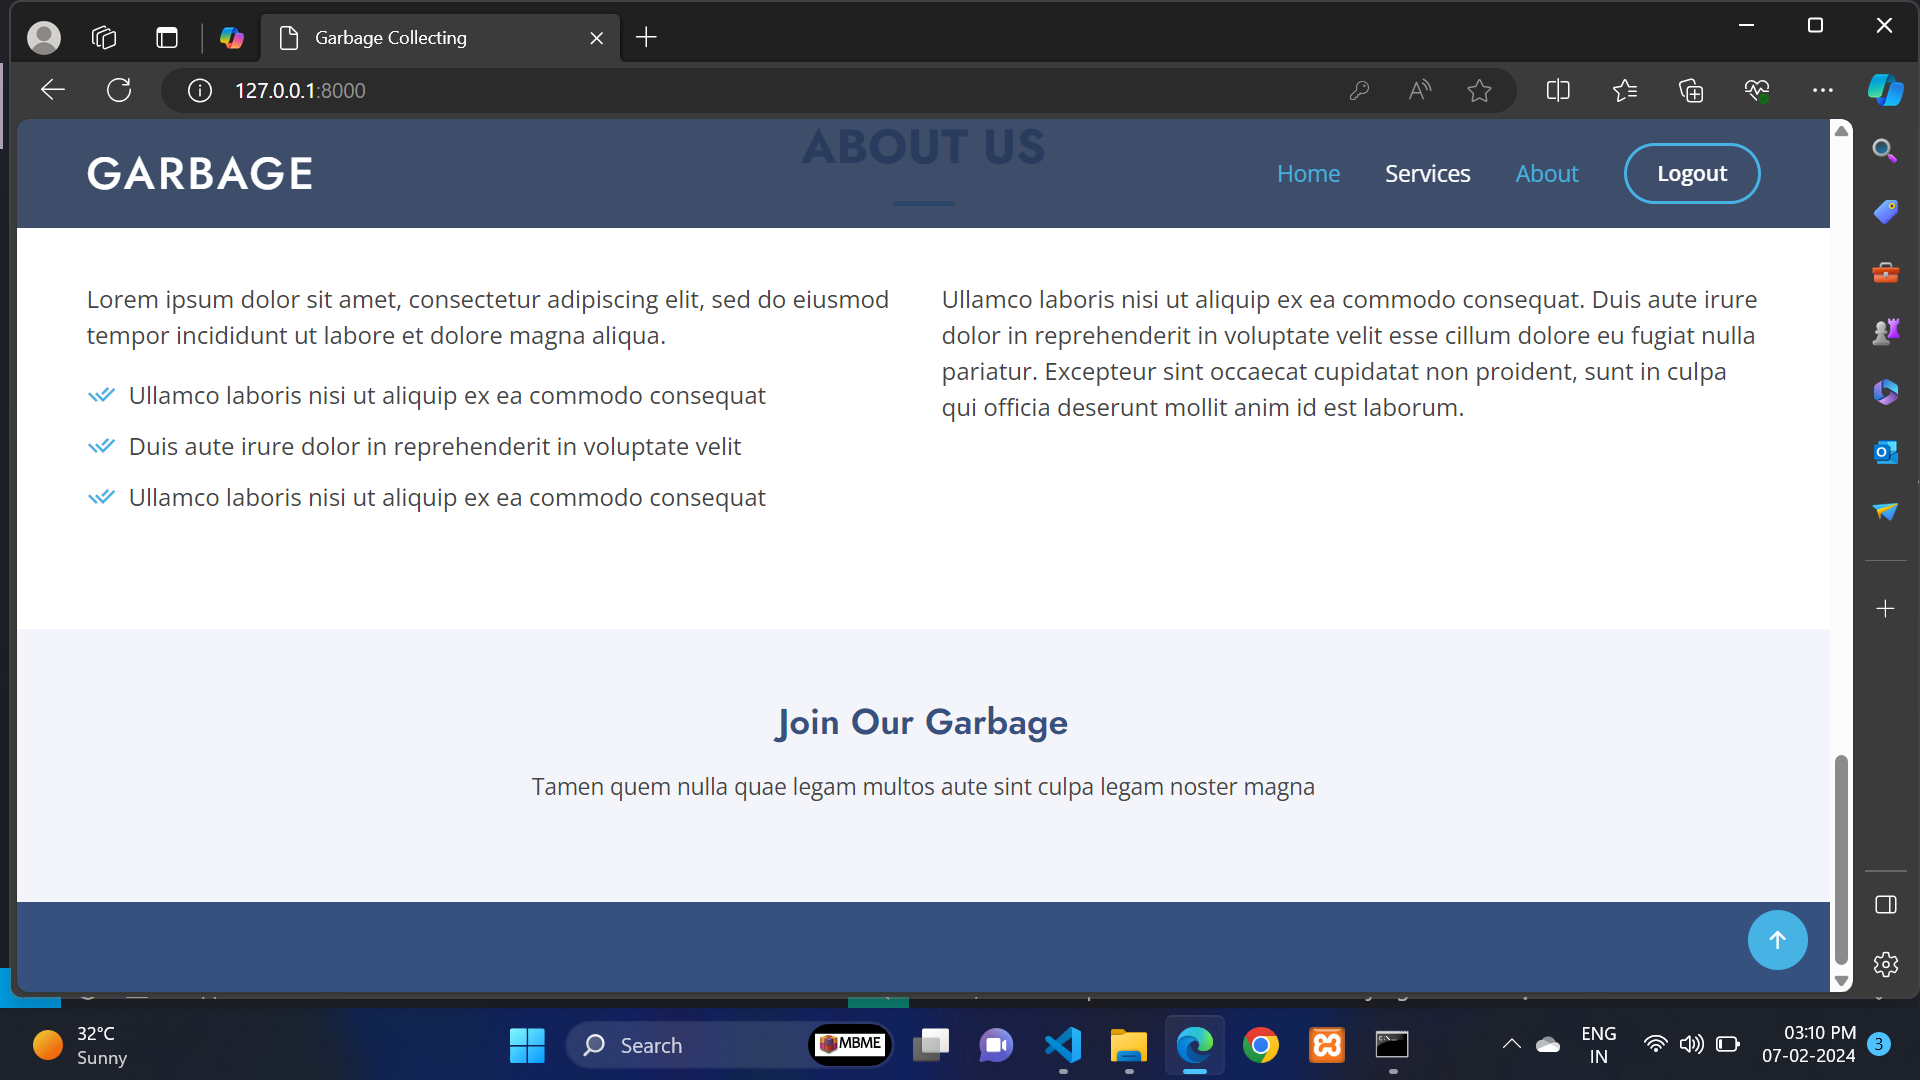 Garbage Collecting
127.0.0.1:8000
ABOUT US
GARBAGE
Home
Services
About
Logout
Lorem ipsum dolor sit amet, consectetur adipiscing elit, sed do eiusmod
tempor incididunt ut labore et dolore magna aliqua.
Ullamco laboris nisi ut aliquip ex ea commodo consequat
Duis aute irure dolor in reprehenderit in voluptate velit
Ullamco laboris nisi ut aliquip ex ea commodo consequat
Ullamco laboris nisi ut aliquip ex ea commodo consequat. Duis aute irure
dolor in reprehenderit in voluptate velit esse cillum dolore eu fugiat nulla
pariatur. Excepteur sint occaecat cupidatat non proident, sunt in culpa
qui officia deserunt mollit anim id est laborum.
Join Our Garbage
Tamen quem nulla quae legam multos aute sint culpa legam noster magna
32°C
Sunny
Search
MBME
ENG
IN
03:10 PM
07-02-2024
3